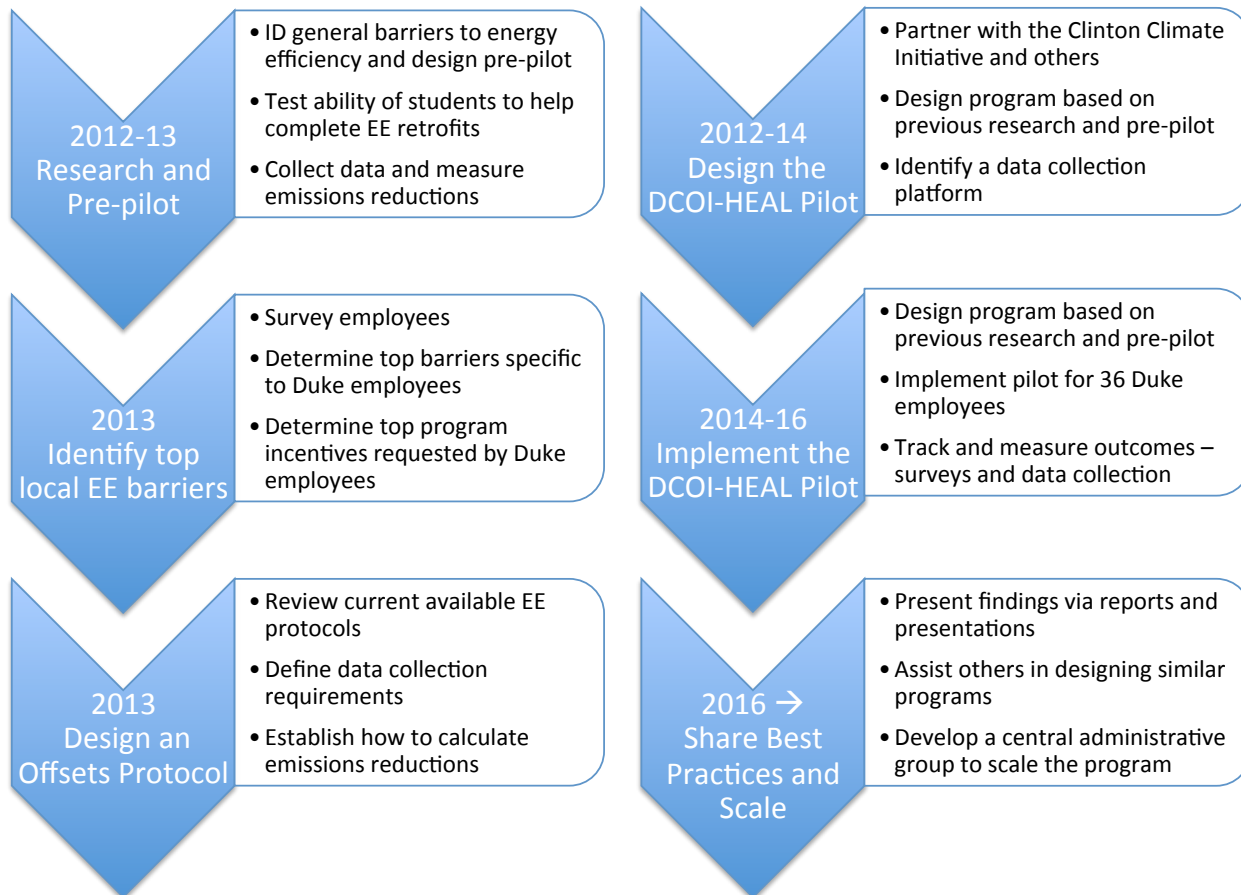 2012-13
Research and
Pre-pilot
• ID general barriers to energy
efficiency and design pre-pilot
• Test ability of students to help
complete EE retrofits
• Collect data and measure
emissions reductions
2013
Identify top
local EE barriers
• Survey employees
• Determine top barriers specific
to Duke employees
• Determine top program
incentives requested by Duke
employees
2013
Design an
Offsets Protocol
• Review current available EE
protocols
• Define data collection
requirements
• Establish how to calculate
emissions reductions
2012-14
Design the
DCOI-HEAL Pilot
• Partner with the Clinton Climate
Initiative and others
• Design program based on
previous research and pre-pilot
• Identify a data collection
platform
2014-16
Implement the
DCOI-HEAL Pilot
• Design program based on
previous research and pre-pilot
• Implement pilot for 36 Duke
employees
• Track and measure outcomes –
surveys and data collection
2016 →
Share Best
Practices and
Scale
• Present findings via reports and
presentations
• Assist others in designing similar
programs
• Develop a central administrative
group to scale the program